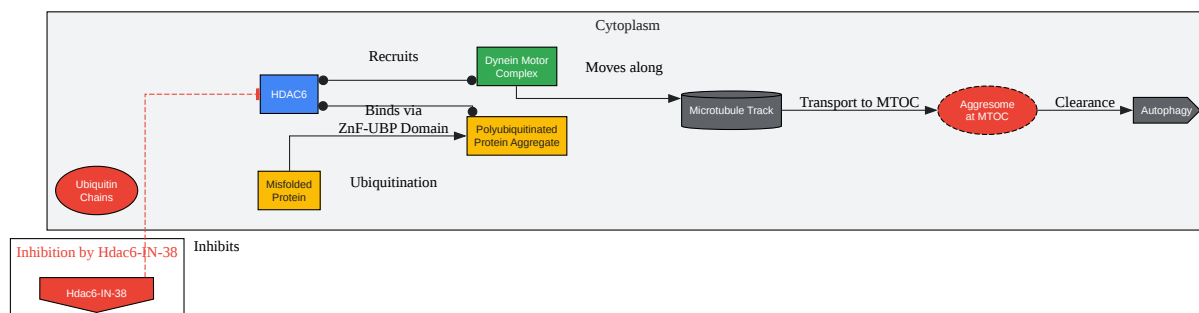 Cytoplasm
Recruits
Dynein Motor
Complex
Moves along
HDAC6
Binds via
ZnF-UBP Domain
Microtubule Track
Transport to MTOC
Aggresome
at MTOC
Clearance
Autophagy
Polyubiquitinated
Protein Aggregate
Ubiquitin
Chains
Misfolded
Protein
Ubiquitination
Inhibition by Hdac6-IN-38
Inhibits
Hdac6-IN-38